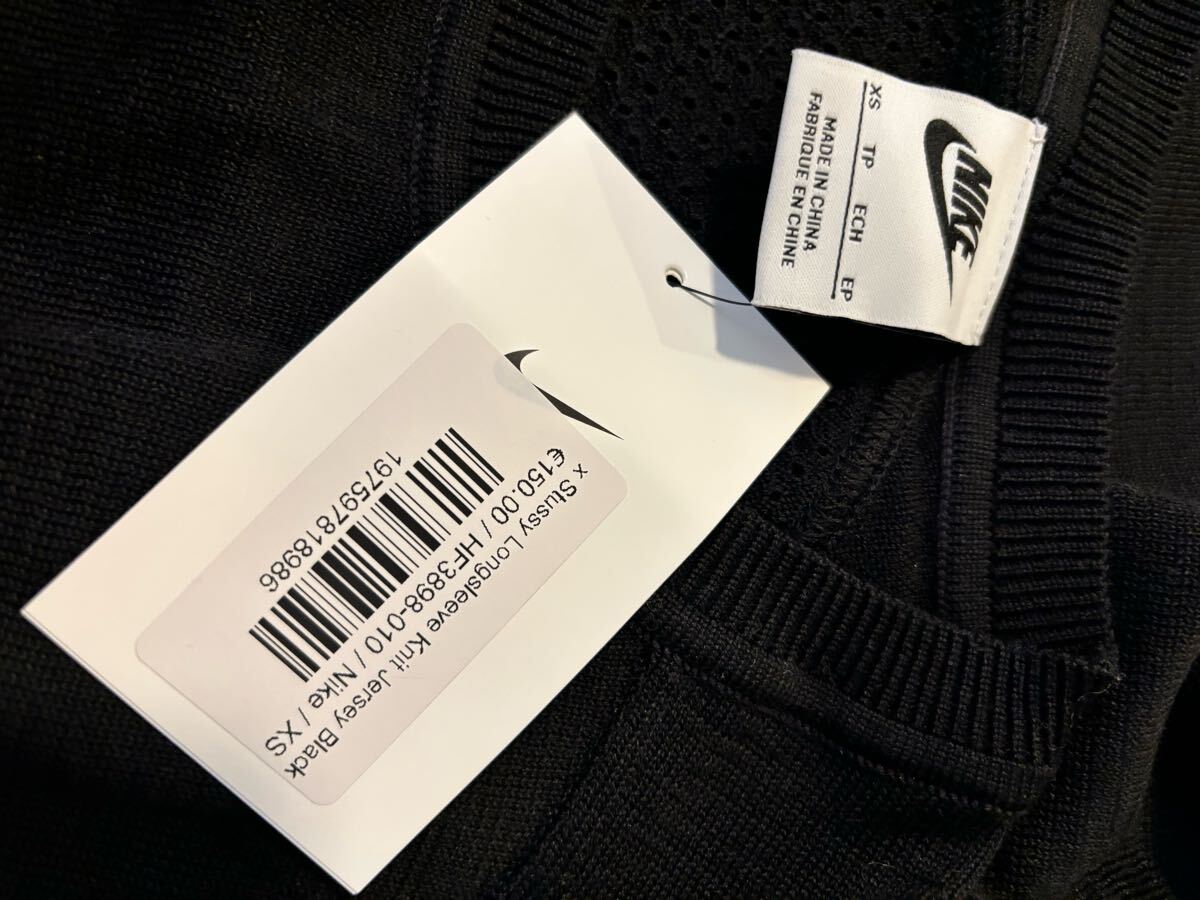 NIKE
XS TP ECH EP
MADE IN CHINA
FABRIQUE EN CHINE
x Stussy Longsleeve Knit Jersey Black
€150.00 / HF3898-010 / Nike / XS
197597818986